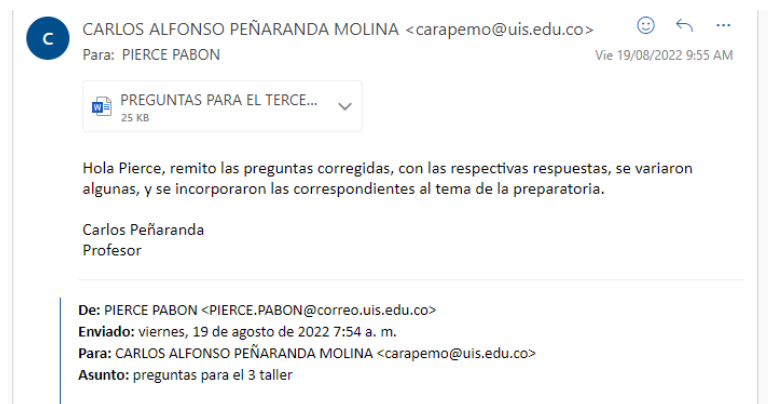 C
CARLOS ALFONSO PEÑARANDA MOLINA <carapemo@uis.edu.co>
Para: PIERCE PABON
Vie 19/08/2022 9:55 AM
PREGUNTAS PARA EL TERCE...
25 KB
Hola Pierce, remito las preguntas corregidas, con las respectivas respuestas, se variaron
algunas, y se incorporaron las correspondientes al tema de la preparatoria.
Carlos Peñaranda
Profesor
De: PIERCE PABON <PIERCE.PABON@correo.uis.edu.co>
Enviado: viernes, 19 de agosto de 2022 7:54 a. m.
Para: CARLOS ALFONSO PEÑARANDA MOLINA <carapemo@uis.edu.co>
Asunto: preguntas para el 3 taller